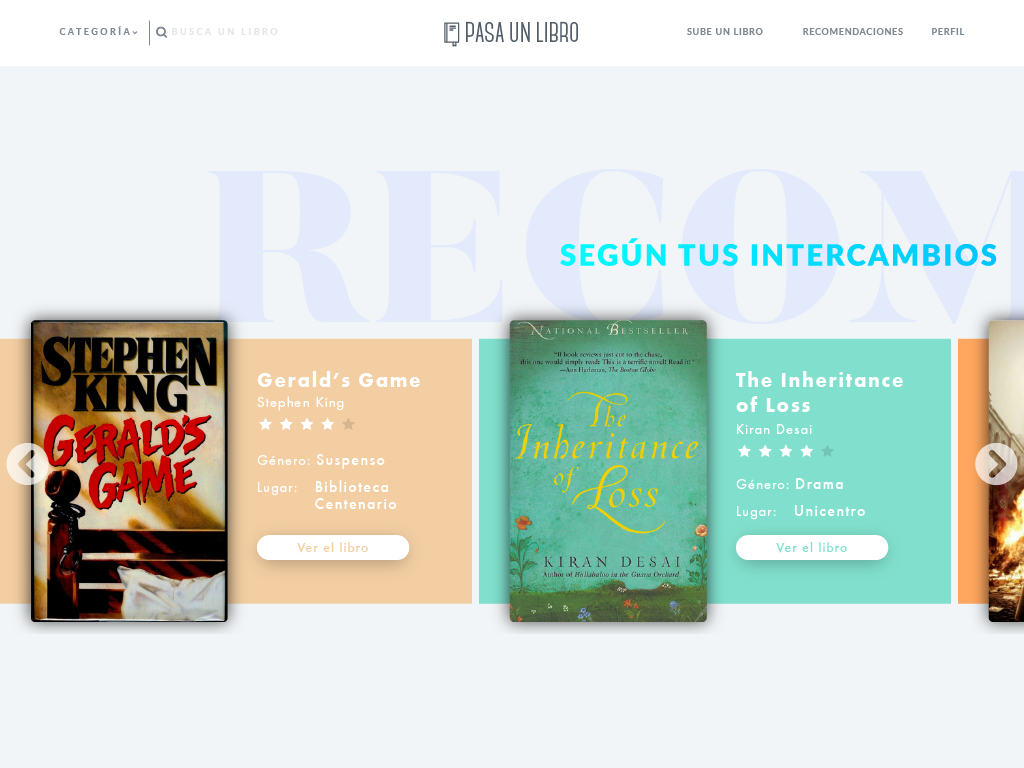 CATEGORÍA
BUSCA UN LIBRO
PASA UN LIBRO
SUBE UN LIBRO
RECOMENDACIONES
PERFIL
RECOM
SEGÚN TUS INTERCAMBIOS
STEPHEN
KING
GERALD'S
GAME
Gerald's Game
Stephen King
Género: Suspenso
Lugar: Biblioteca
Centenario
Ver el libro
NATIONAL BESTSELLER
"If book reviews just cut to the chase,
this one would simply read: This is a terrific novel! Read it!"
—Ann Harleman, The Boston Globe
The
Inheritance
of Loss
KIRAN DESAI
Author of Hullabaloo in the Guava Orchard
The Inheritance
of Loss
Kiran Desai
Género: Drama
Lugar: Unicentro
Ver el libro